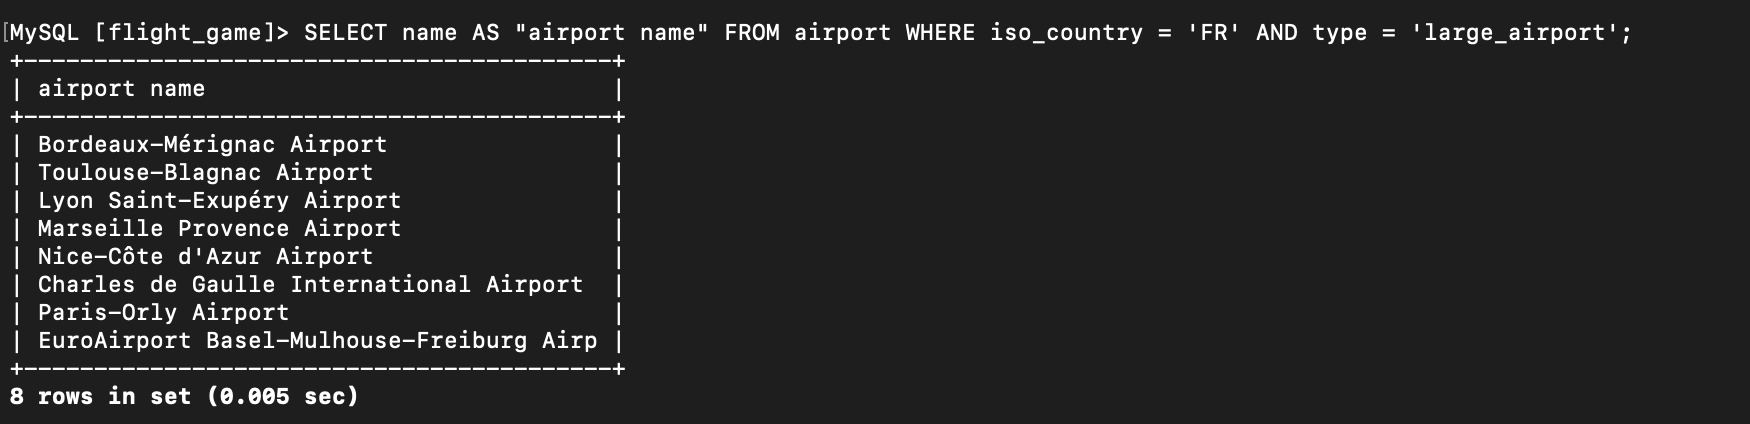 [MySQL [flight_game]> SELECT name AS "airport name" FROM airport WHERE iso_country = 'FR' AND type = 'large_airport';
+------------------------------------------+
| airport name                             |
+------------------------------------------+
| Bordeaux-Mérignac Airport                |
| Toulouse-Blagnac Airport                 |
| Lyon Saint-Exupéry Airport               |
| Marseille Provence Airport               |
| Nice-Côte d'Azur Airport                 |
| Charles de Gaulle International Airport  |
| Paris-Orly Airport                       |
| EuroAirport Basel-Mulhouse-Freiburg Airp |
+------------------------------------------+
8 rows in set (0.005 sec)